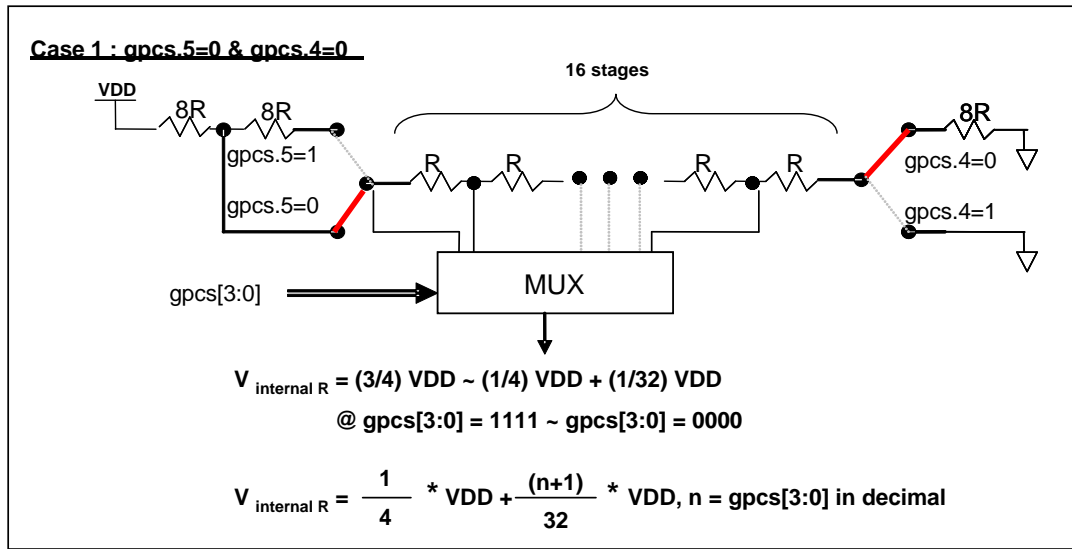 Case 1 : gpcs.5=0 & gpcs.4=0
16 stages
VDD
8R
8R
8R
gpcs.5=1
R
R
R
R
gpcs.4=0
gpcs.5=0
gpcs.4=1
MUX
gpcs[3:0]
V internal R = (3/4) VDD ~ (1/4) VDD + (1/32) VDD
@ gpcs[3:0] = 1111 ~ gpcs[3:0] = 0000
V internal R = 1/4 * VDD + (n+1)/32 * VDD, n = gpcs[3:0] in decimal